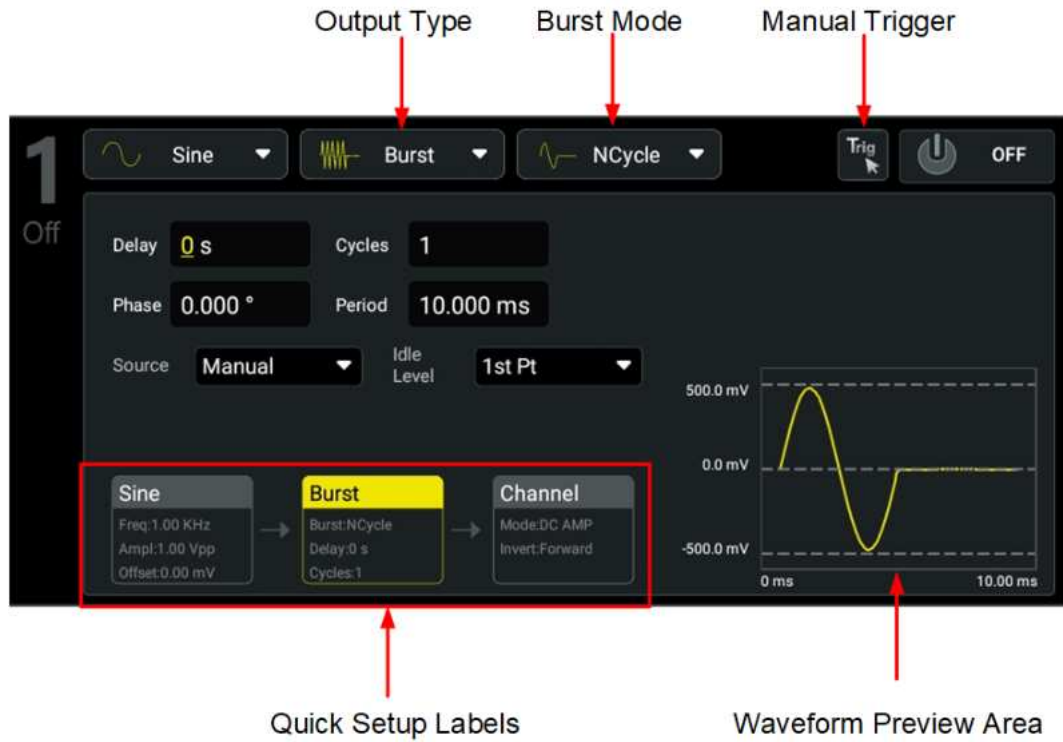 Output Type
Burst Mode
Manual Trigger
1
Off
Sine
Burst
NCycle
Trig
OFF
Delay 0 s
Cycles 1
Phase 0.000 °
Period 10.000 ms
Source Manual
Idle
Level
1st Pt
500.0 mV
0.0 mV
-500.0 mV
0 ms
10.00 ms
Sine
Freq:1.00 KHz
Ampl:1.00 Vpp
Offset:0.00 mV
Burst
Burst:NCycle
Delay:0 s
Cycles:1
Channel
Mode:DC AMP
Invert:Forward
Quick Setup Labels
Waveform Preview Area